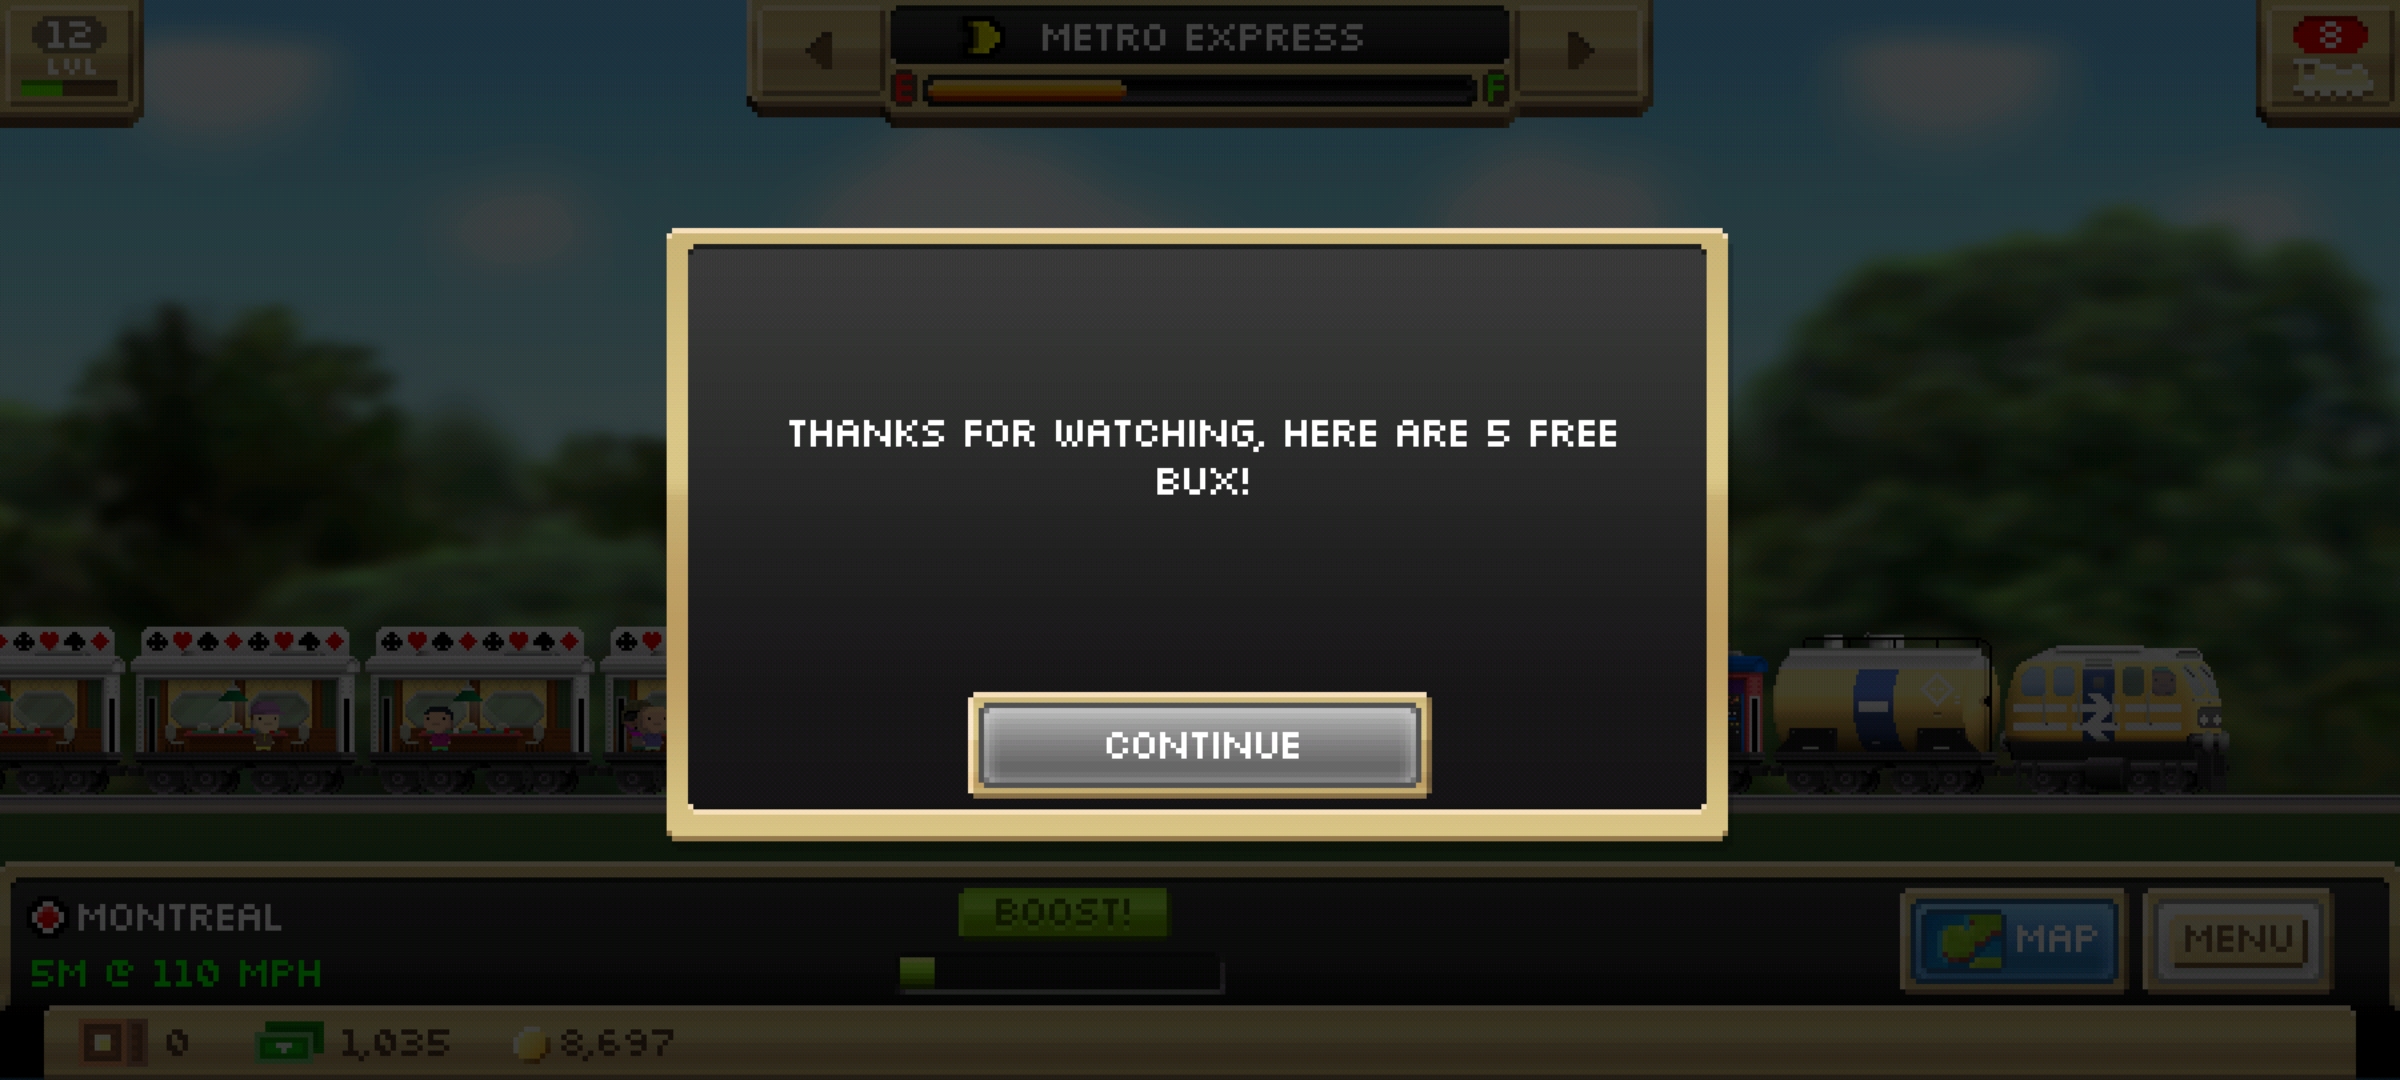 12
LVL
METRO EXPRESS
E F
8
THANKS FOR WATCHING, HERE ARE 5 FREE
BUX!
CONTINUE
MONTREAL
5M @ 110 MPH
BOOST!
MAP
MENU
0
1,035
8,697